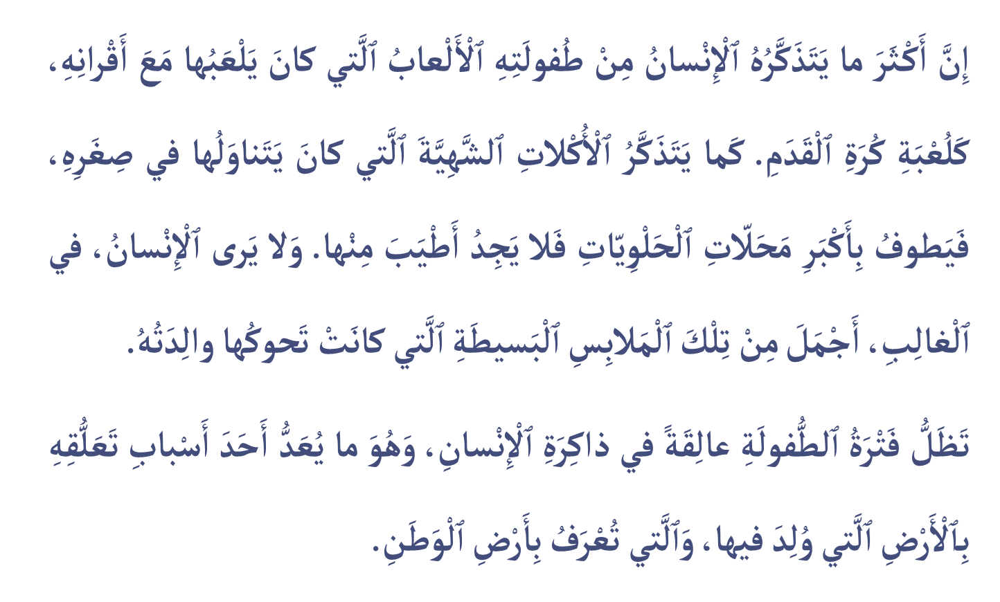 إِنَّ أَكْثَرَ ما يَتَذَكَّرُهُ ٱلْإِنْسانُ مِنْ طُفولَتِهِ ٱلْأَلْعابُ ٱلَّتي كانَ يَلْعَبُها مَعَ أَقْرانِهِ،
كَلُعْبَةِ كُرَةِ ٱلْقَدَمِ. كَما يَتَذَكَّرُ ٱلْأُكْلاتِ ٱلشَّهِيَّةَ ٱلَّتي كانَ يَتَناوَلُها في صِغَرِهِ،
فَيَطوفُ بِأَكْبَرِ مَحَلّاتِ ٱلْحَلْوِيّاتِ فَلا يَجِدُ أَطْيَبَ مِنْها. وَلا يَرى ٱلْإِنْسانُ، في
ٱلْغالِبِ، أَجْمَلَ مِنْ تِلْكَ ٱلْمَلابِسِ ٱلْبَسيطَةِ ٱلَّتي كانَتْ تَحوكُها والِدَتُهُ.
تَظَلُّ فَتْرَةُ ٱلطُّفولَةِ عالِقَةً في ذاكِرَةِ ٱلْإِنْسانِ، وَهُوَ ما يُعَدُّ أَحَدَ أَسْبابِ تَعَلُّقِهِ
بِٱلْأَرْضِ ٱلَّتي وُلِدَ فيها، وَٱلَّتي تُعْرَفُ بِأَرْضِ ٱلْوَطَنِ.